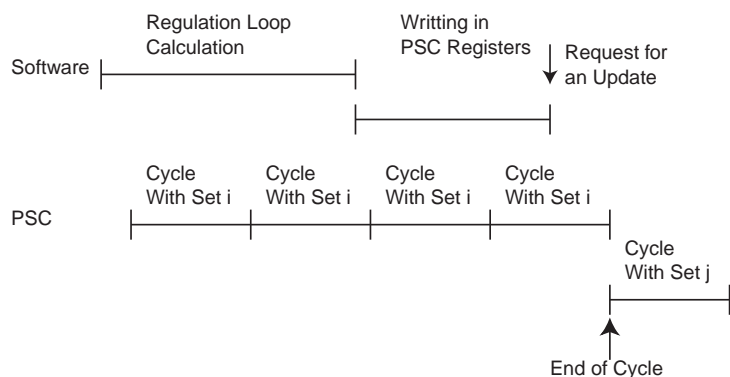 Regulation Loop
Calculation
Writting in
PSC Registers
Request for
an Update
Software
Cycle
With Set i
Cycle
With Set i
Cycle
With Set i
Cycle
With Set i
PSC
Cycle
With Set j
End of Cycle